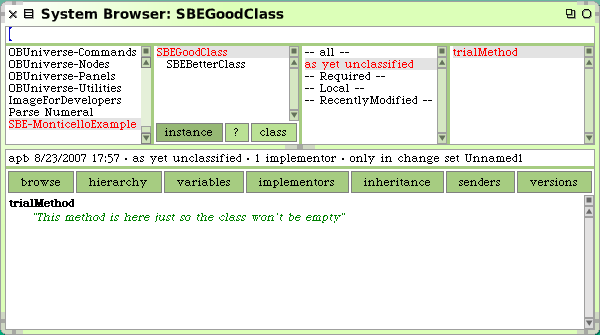 System Browser: SBEGoodClass
OBUniverse-Commands
OBUniverse-Nodes
OBUniverse-Panels
OBUniverse-Utilities
ImageForDevelopers
Parse Numeral
SBE-MonticelloExample
SBEGoodClass
SBEBetterClass
instance ? class
-- all --
as yet unclassified
-- Required --
-- Local --
-- RecentlyModified --
trialMethod
apb 8/23/2007 17:57 · as yet unclassified · 1 implementor · only in change set Unnamed1
browse hierarchy variables implementors inheritance senders versions
trialMethod
"This method is here just so the class won't be empty"